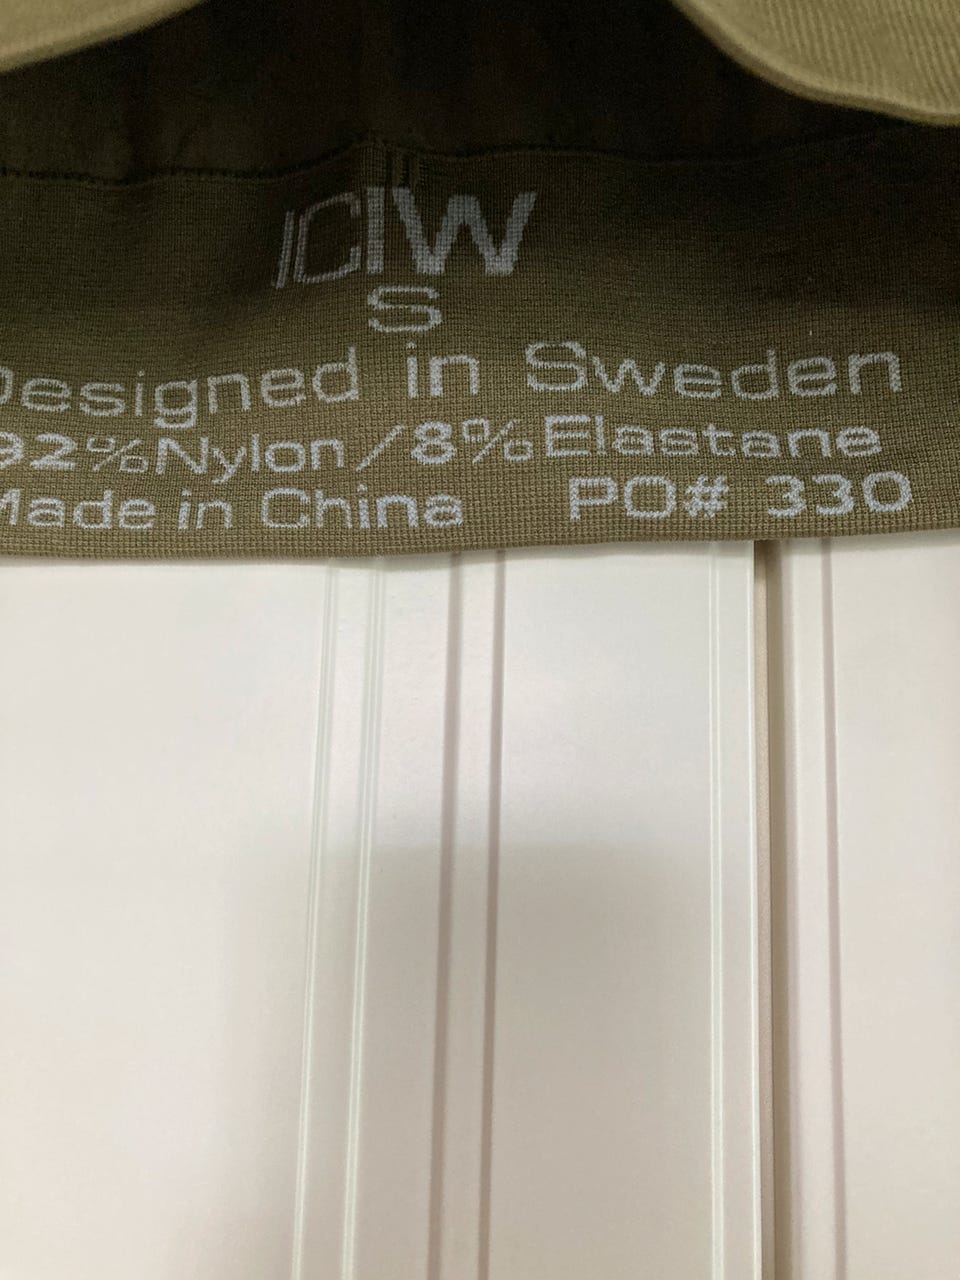 ICIW
S
Designed in Sweden
92% Nylon / 8% Elastane
Made in China PO# 330